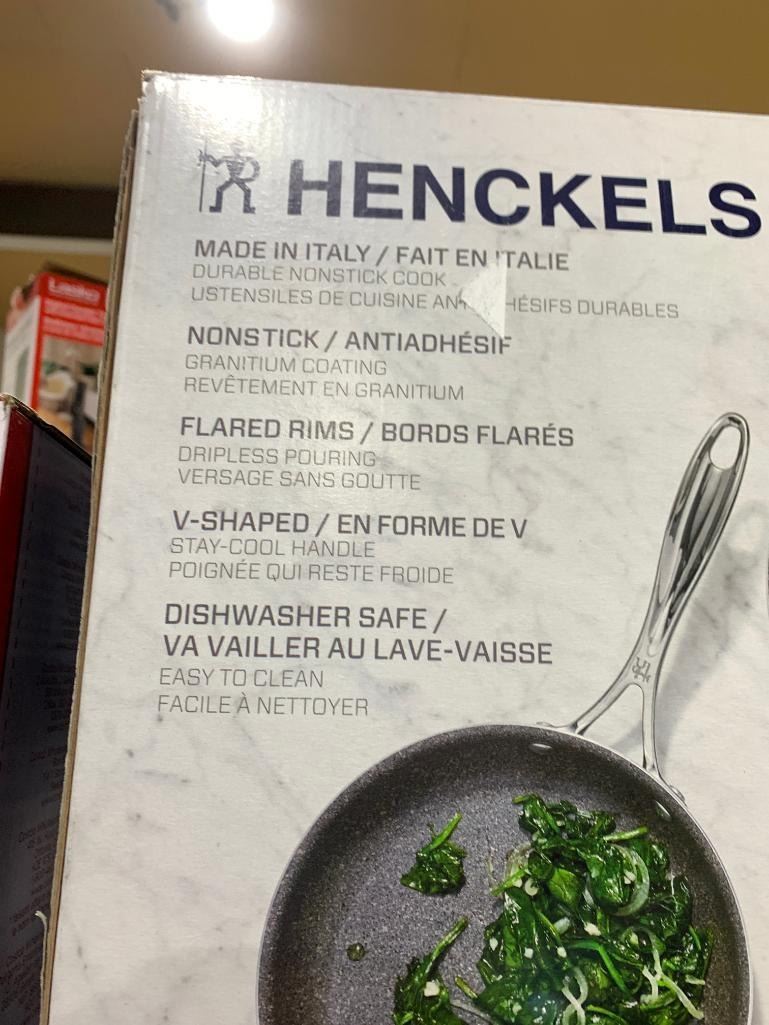 HENCKELS
MADE IN ITALY / FAIT EN ITALIE
DURABLE NONSTICK COOK
USTENSILES DE CUISINE ANTIADHÉSIFS DURABLES
NONSTICK / ANTIADHÉSIF
GRANITIUM COATING
REVÊTEMENT EN GRANITIUM
FLARED RIMS / BORDS FLARÉS
DRIPLESS POURING
VERSAGE SANS GOUTTE
V-SHAPED / EN FORME DE V
STAY-COOL HANDLE
POIGNÉE QUI RESTE FROIDE
DISHWASHER SAFE /
VA VAILLER AU LAVE-VAISSE
EASY TO CLEAN
FACILE À NETTOYER
Lasko